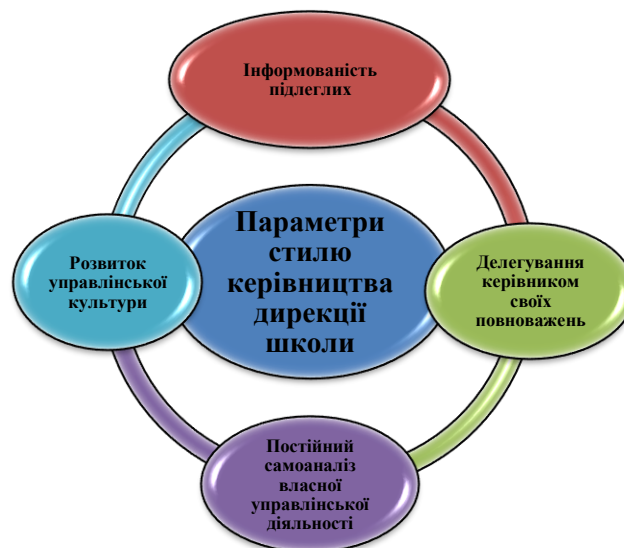 Інформованість
підлеглих
Параметри
стилю
керівництва
дирекції
школи
Розвиток
управлінської
культури
Делегування
керівником
своїх
повноважень
Постійний
самоаналіз
власної
управлінської
діяльності